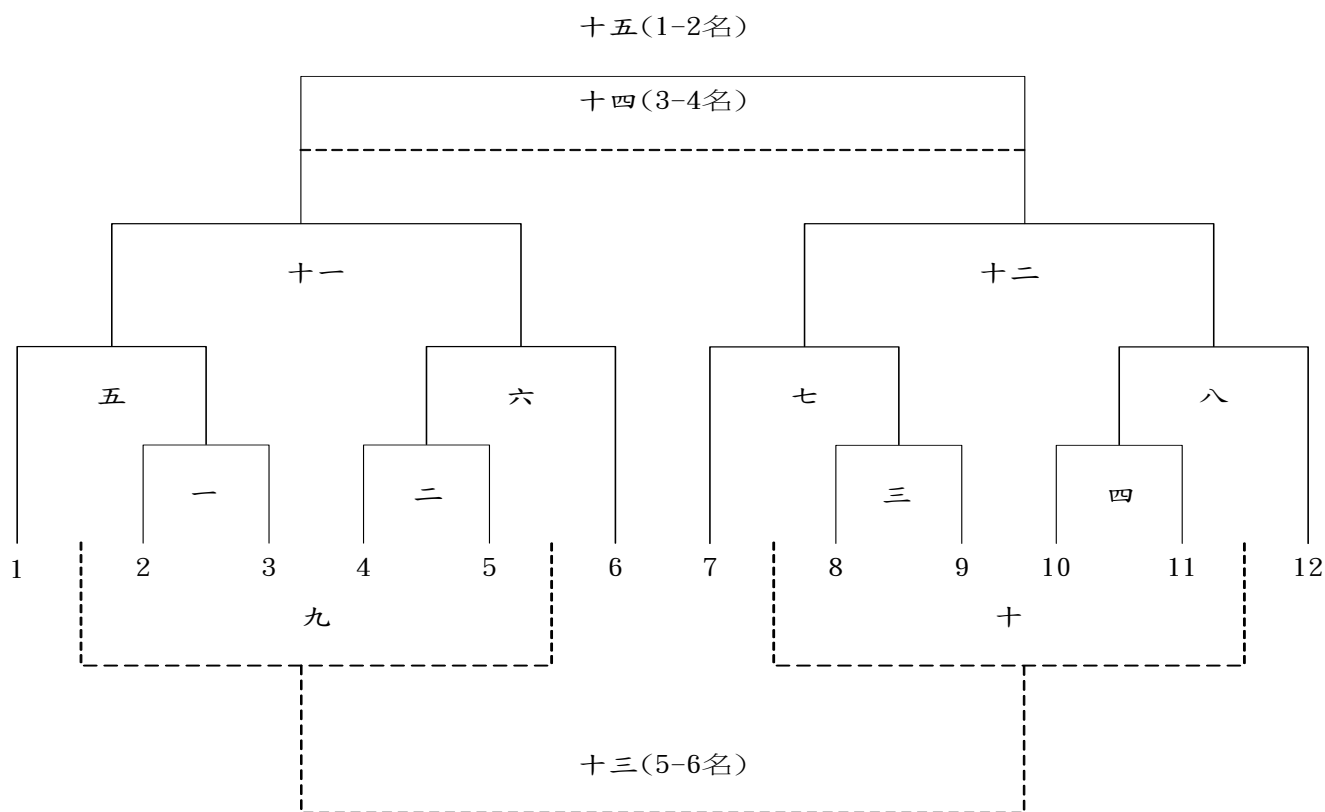 十五(1-2名)
十四(3-4名)
十一 十二
五 六 七 八
一 二 三 四
1 2 3 4 5 6 7 8 9 10 11 12
九 十
十三(5-6名)